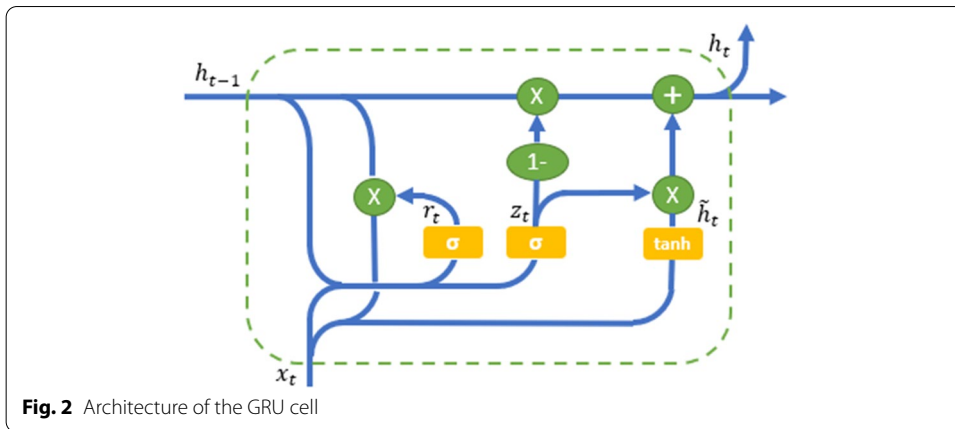 h_t
h_{t−1}
X
+
1-
X
r_t
z_t
X
h̃_t
σ
σ
tanh
x_t
Fig. 2 Architecture of the GRU cell